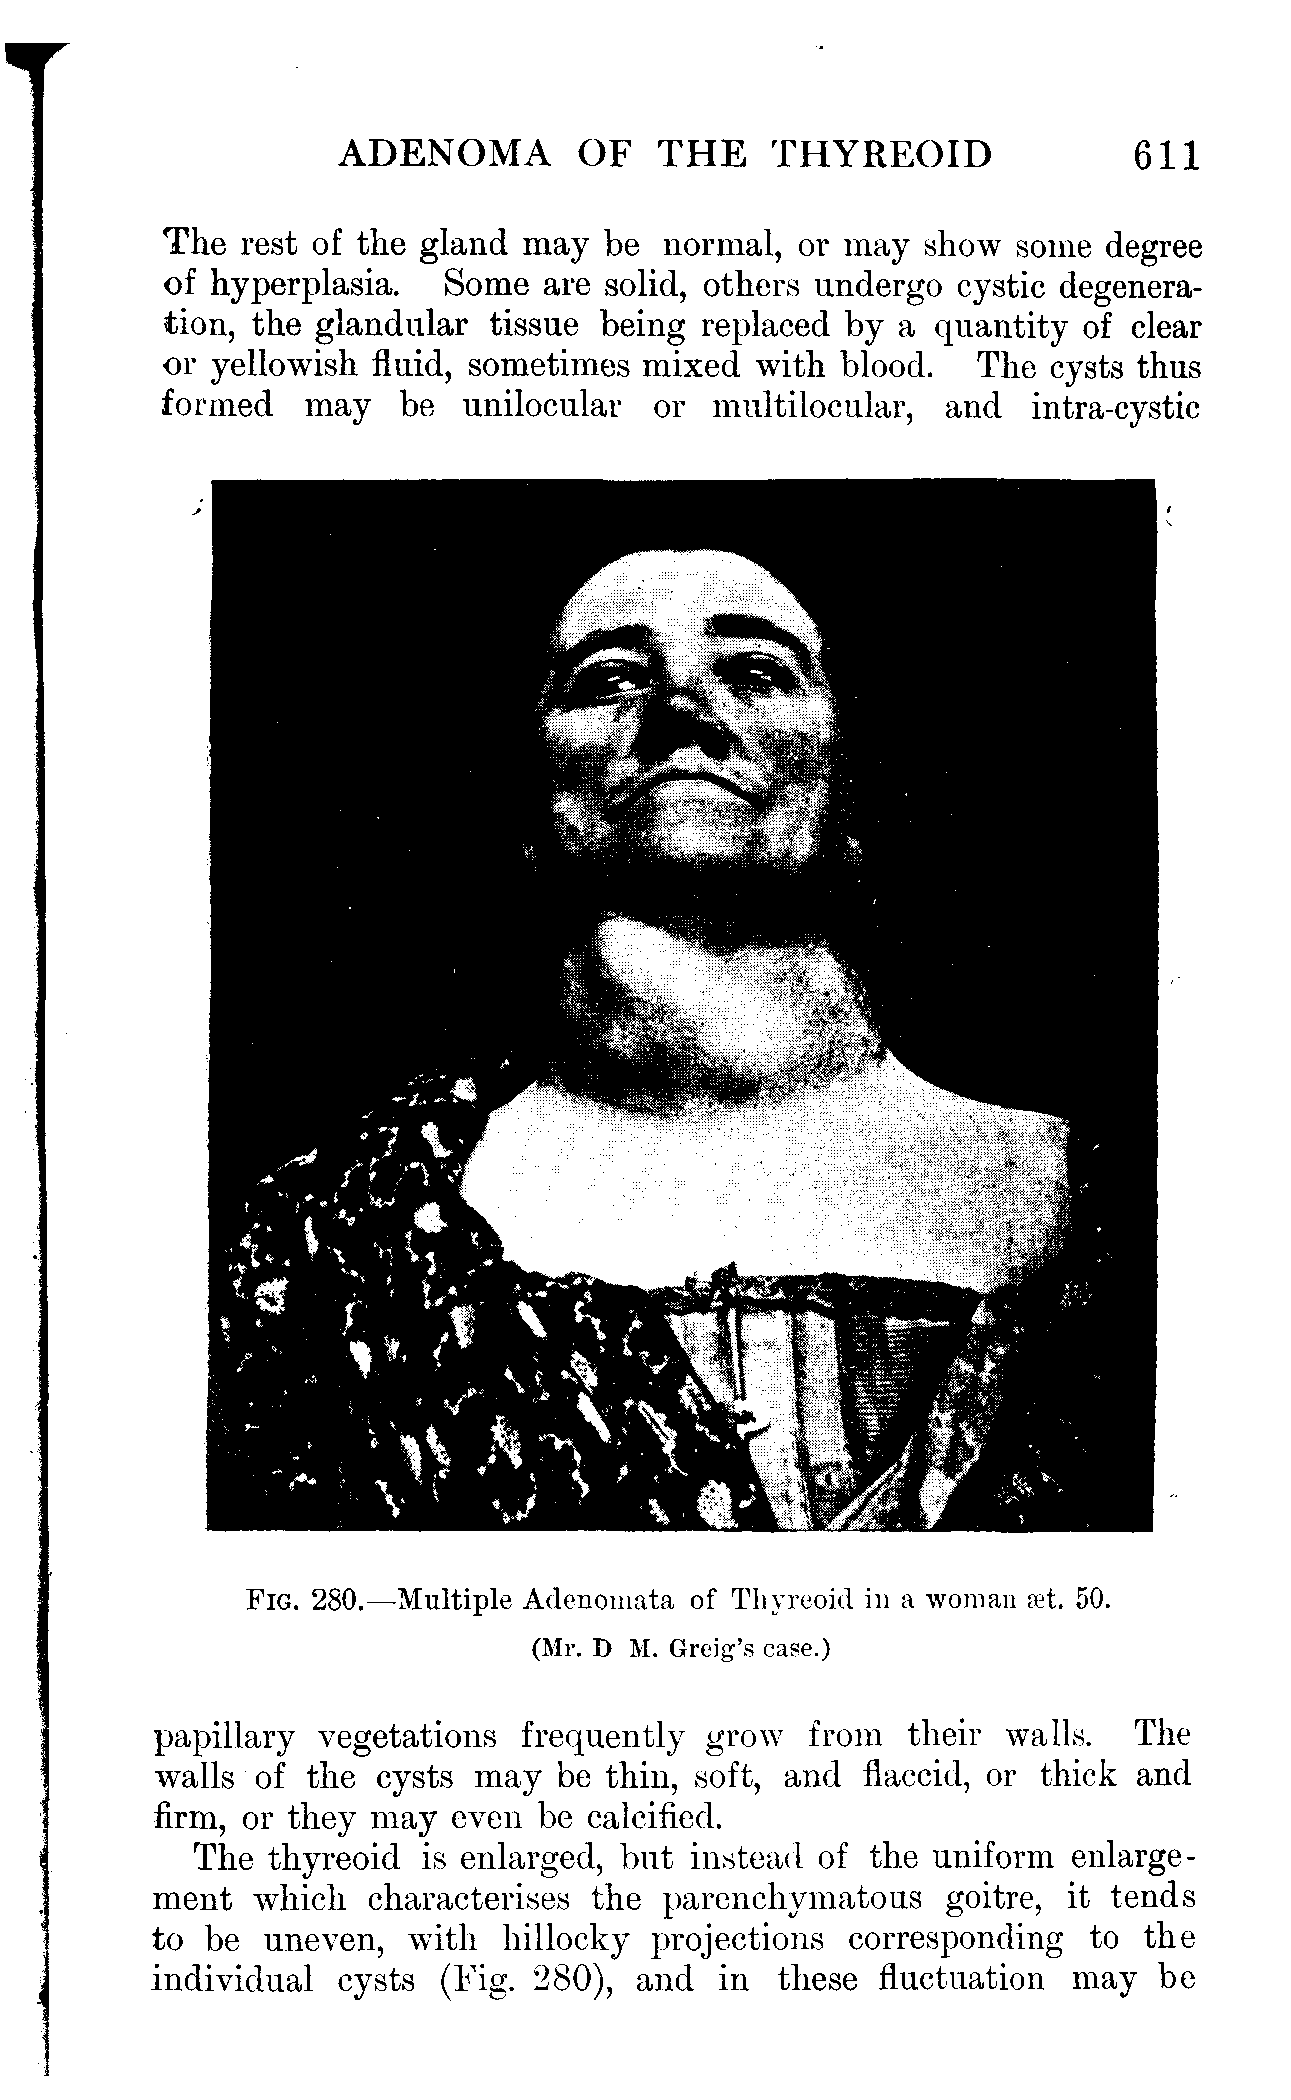 ADENOMA OF THE THYREOID 611
The rest of the gland may be normal, or may show some degree
of hyperplasia. Some are solid, others undergo cystic degenera-
tion, the glandular tissue being replaced by a quantity of clear
or yellowish fluid, sometimes mixed with blood. The cysts thus
formed may be unilocular or multilocular, and intra-cystic
FIG. 280.—Multiple Adenomata of Thyreoid in a woman æt. 50.
(Mr. D M. Greig's case.)
papillary vegetations frequently grow from their walls. The
walls of the cysts may be thin, soft, and flaccid, or thick and
firm, or they may even be calcified.
The thyreoid is enlarged, but instead of the uniform enlarge-
ment which characterises the parenchymatous goitre, it tends
to be uneven, with hillocky projections corresponding to the
individual cysts (Fig. 280), and in these fluctuation may be